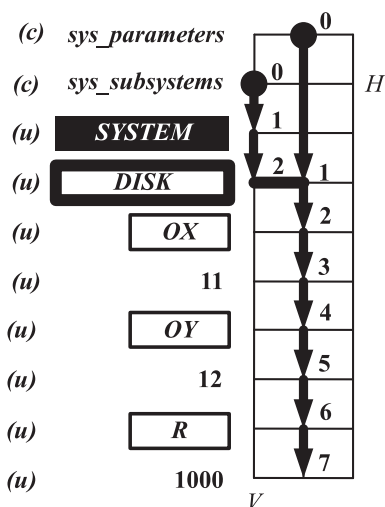 (c) sys_parameters 0
(c) sys_subsystems 0 H
(u) SYSTEM 1
(u) DISK 2 1
(u) OX 2
(u) 11 3
(u) OY 4
(u) 12 5
(u) R 6
(u) 1000 7
V